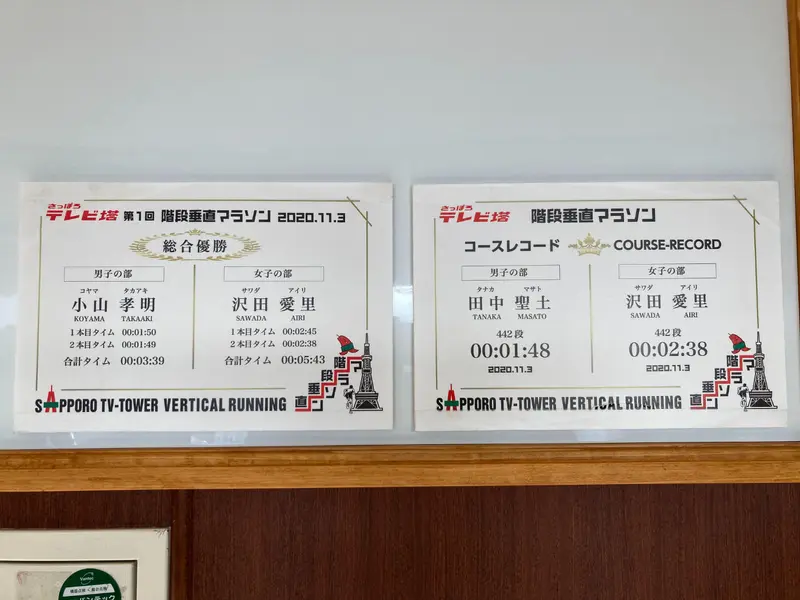 さっぽろ
テレビ塔 第1回 階段垂直マラソン 2020.11.3
総合優勝
男子の部
コヤマ タカアキ
小山 孝明
KOYAMA TAKAAKI
1本目タイム 00:01:50
2本目タイム 00:01:49
合計タイム 00:03:39
女子の部
サワダ アイリ
沢田 愛里
SAWADA AIRI
1本目タイム 00:02:45
2本目タイム 00:02:38
合計タイム 00:05:43
階段垂直マラソン
SAPPORO TV-TOWER VERTICAL RUNNING
さっぽろ
テレビ塔 階段垂直マラソン
コースレコード COURSE-RECORD
男子の部
タナカ マサト
田中 聖土
TANAKA MASATO
442段
00:01:48
2020.11.3
女子の部
サワダ アイリ
沢田 愛里
SAWADA AIRI
442段
00:02:38
2020.11.3
階段垂直マラソン
SAPPORO TV-TOWER VERTICAL RUNNING